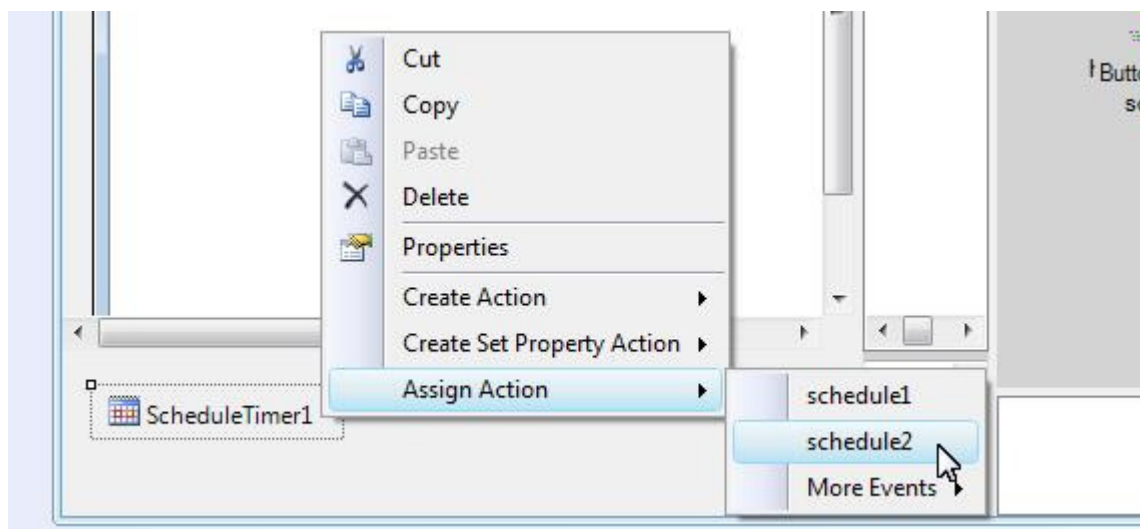 Cut
Copy
Paste
Delete
Properties
Create Action
Create Set Property Action
Assign Action
schedule1
schedule2
More Events
ScheduleTimer1